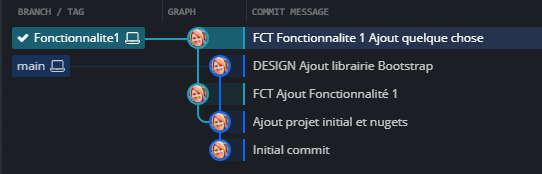 BRANCH / TAG GRAPH COMMIT MESSAGE
Fonctionnalite1 FCT Fonctionnalite 1 Ajout quelque chose
main DESIGN Ajout librairie Bootstrap
FCT Ajout Fonctionnalité 1
Ajout projet initial et nugets
Initial commit